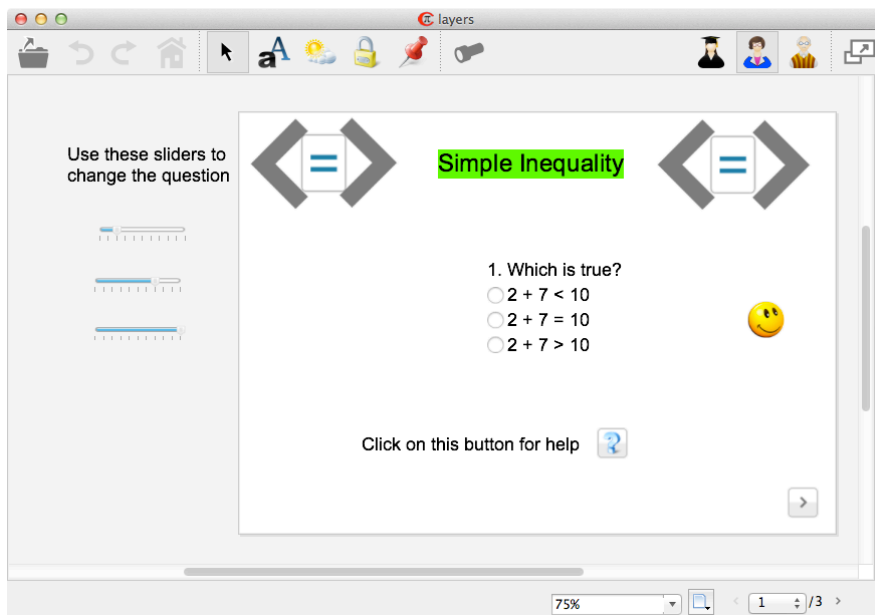 layers
Use these sliders to
change the question
Simple Inequality
1. Which is true?
2 + 7 < 10
2 + 7 = 10
2 + 7 > 10
Click on this button for help
75%
1 /3